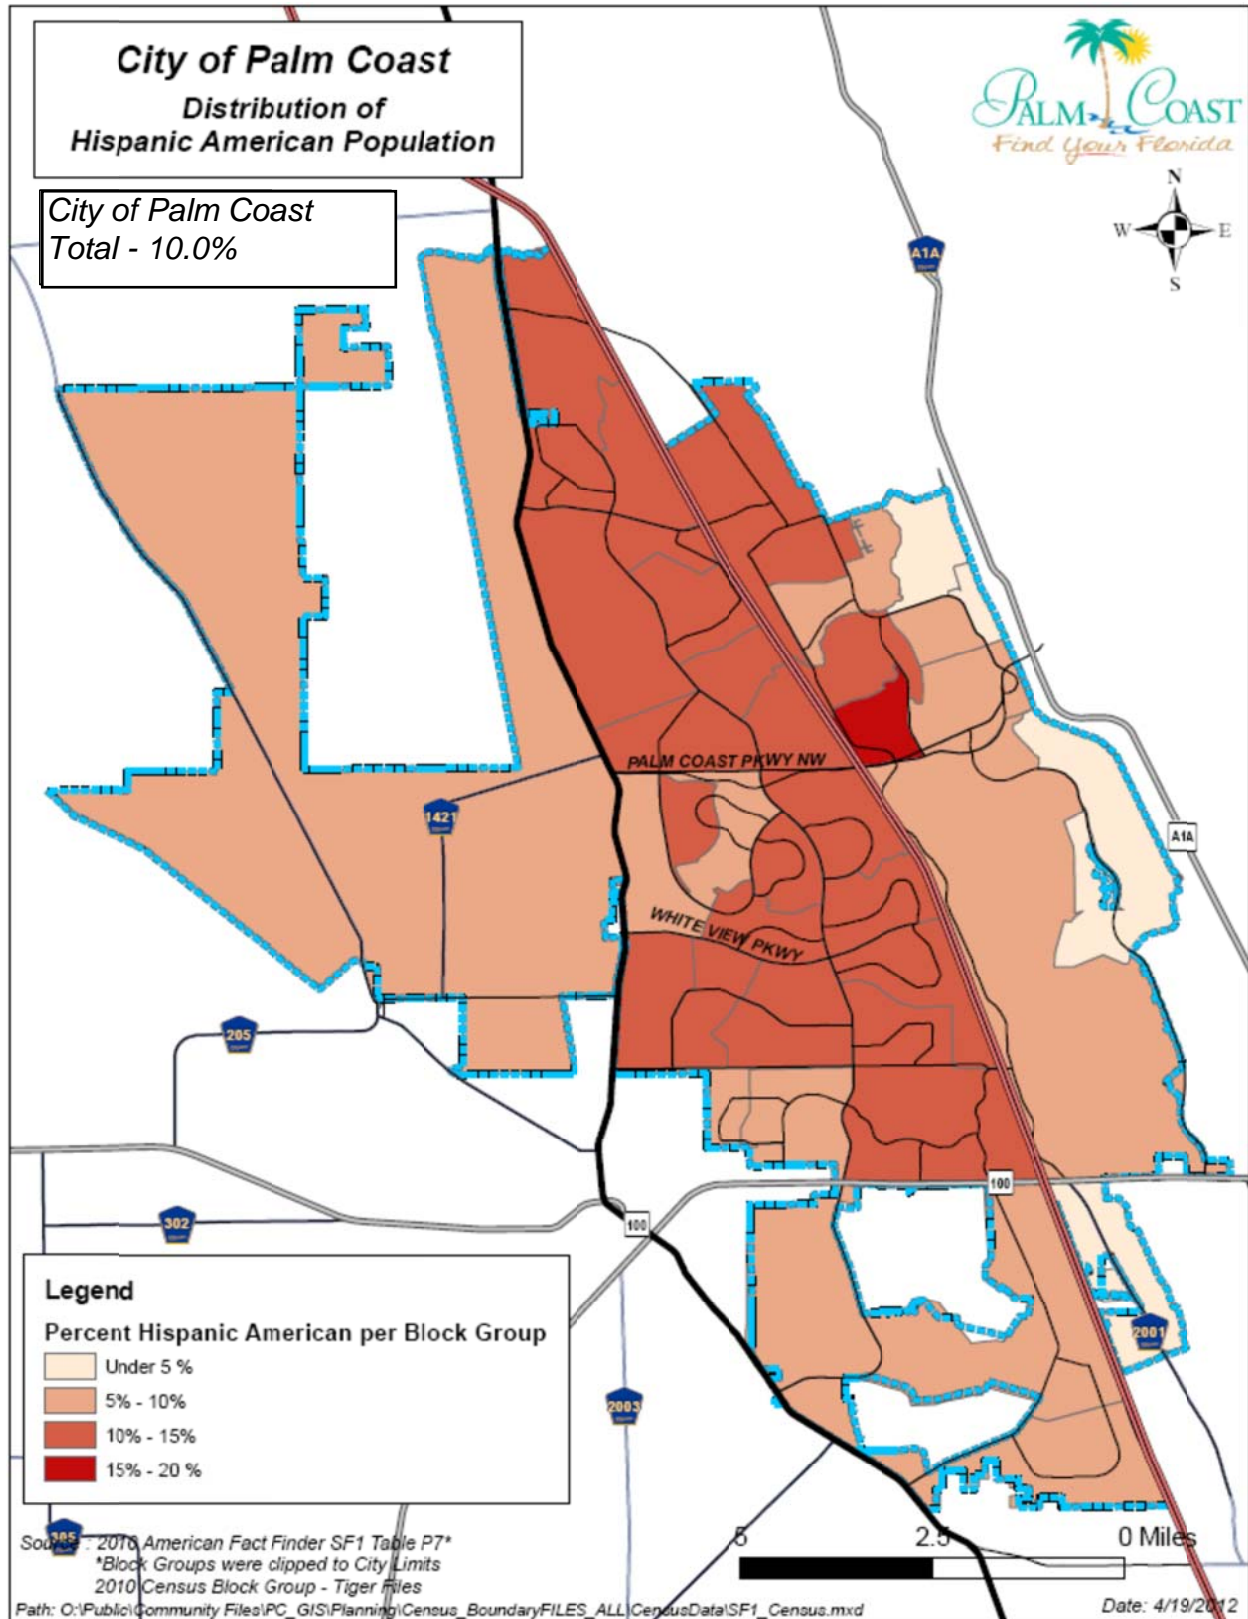 City of Palm Coast
Distribution of
Hispanic American Population
City of Palm Coast
Total - 10.0%
PALM COAST
Find Your Florida
N
W E
S
A1A
PALM COAST PKWY NW
1421
A1A
WHITE VIEW PKWY
205
100
302
100
2001
2003
Legend
Percent Hispanic American per Block Group
Under 5 %
5% - 10%
10% - 15%
15% - 20 %
305
5 2.5 0 Miles
Source : 2010 American Fact Finder SF1 Table P7*
*Block Groups were clipped to City Limits
2010 Census Block Group - Tiger Files
Path: O:\Public\Community Files\PC_GIS\Planning\Census_BoundaryFILES_ALL\CensusData\SF1_Census.mxd
Date: 4/19/2012